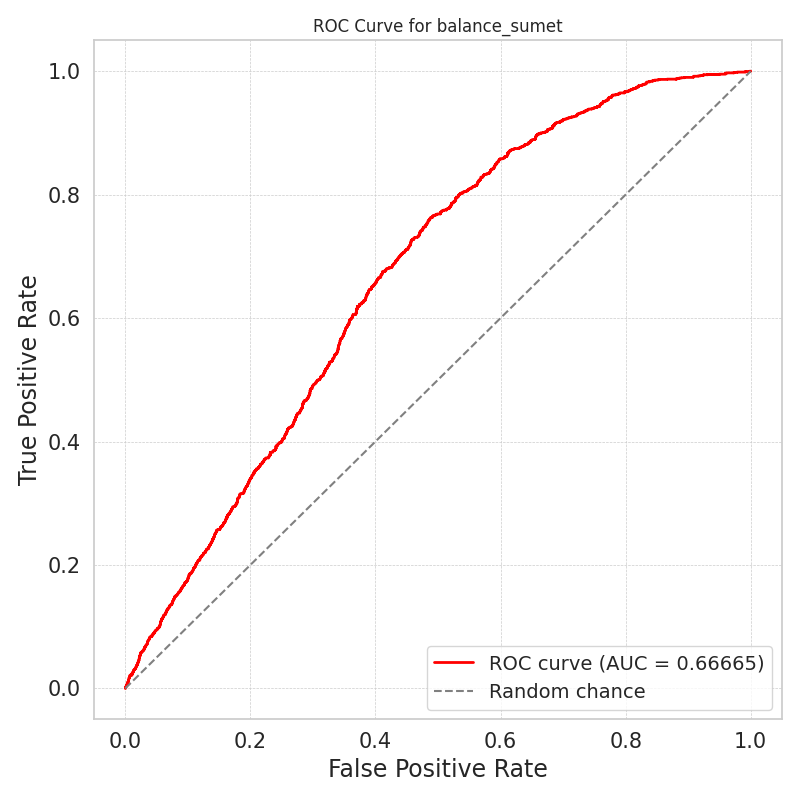 ROC Curve for balance_sumet
1.0
0.8
0.6
0.4
0.2
0.0
True Positive Rate
ROC curve (AUC = 0.66665)
Random chance
0.0 0.2 0.4 0.6 0.8 1.0
False Positive Rate